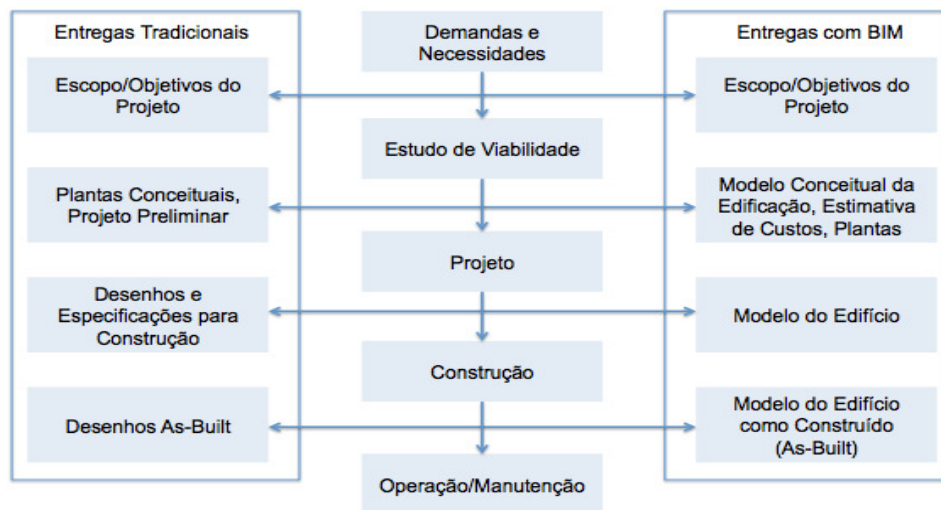 Entregas Tradicionais
Escopo/Objetivos do
Projeto
Plantas Conceituais,
Projeto Preliminar
Desenhos e
Especificações para
Construção
Desenhos As-Built
Demandas e
Necessidades
Estudo de Viabilidade
Projeto
Construção
Operação/Manutenção
Entregas com BIM
Escopo/Objetivos do
Projeto
Modelo Conceitual da
Edificação, Estimativa
de Custos, Plantas
Modelo do Edifício
Modelo do Edifício
como Construído
(As-Built)